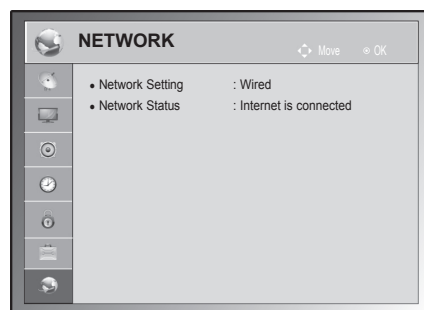 NETWORK
Move OK
• Network Setting : Wired
• Network Status : Internet is connected